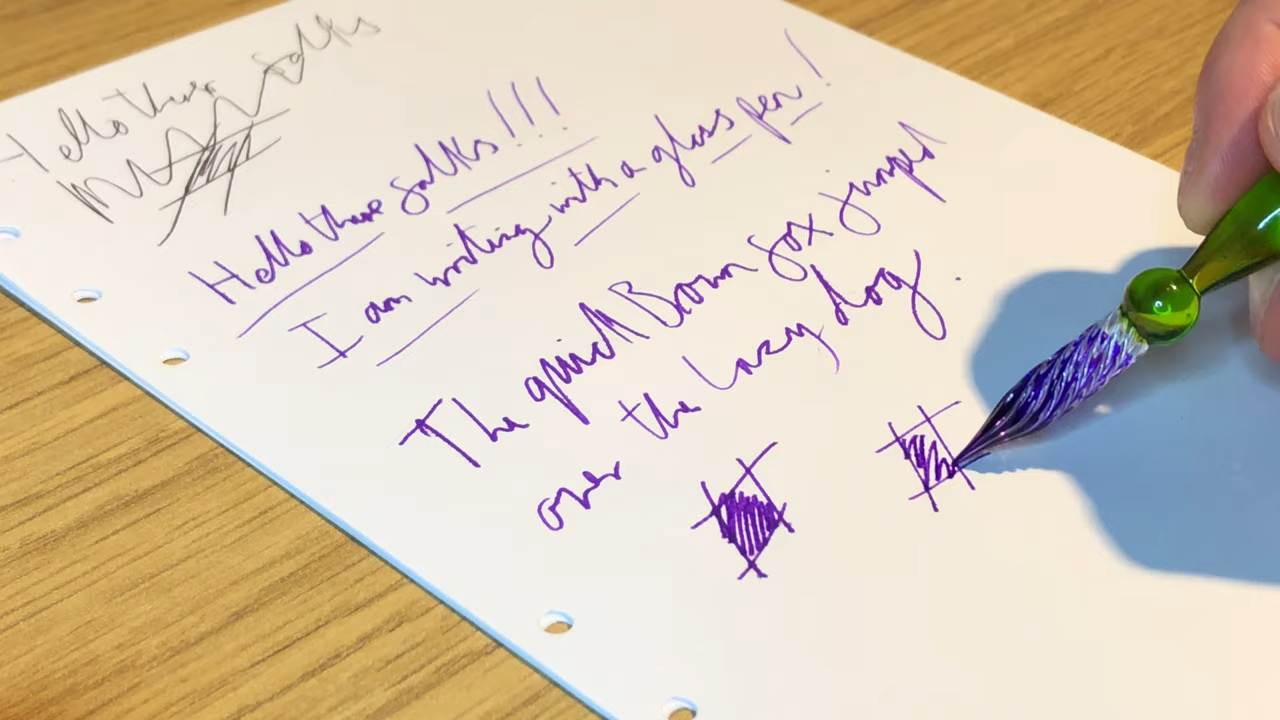 Hello there folks
Hello there folks!!!
I am writing with a glass pen!
The quick Brown fox jumped
over the lazy dog.